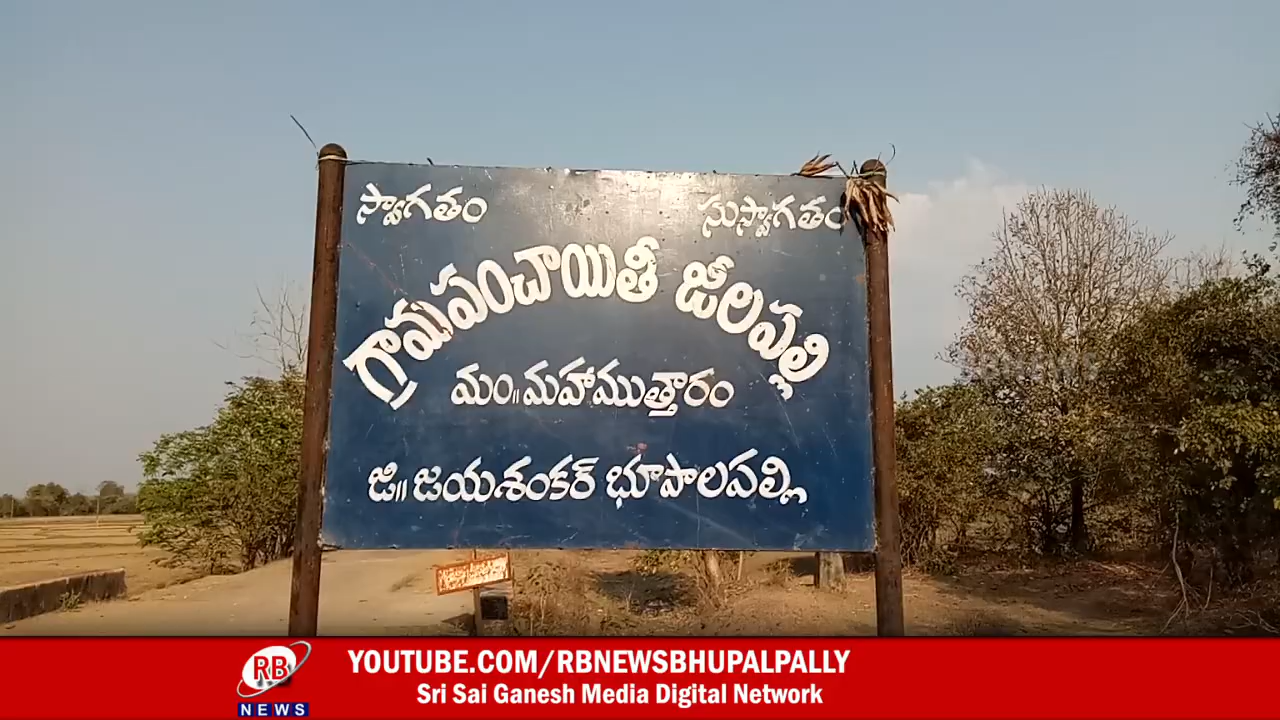 స్వాగతం సుస్వాగతం
గ్రామపంచాయితీ జీలపల్లి
మం॥మహాముత్తారం
జి॥జయశంకర్ భూపాలపల్లి
RB
NEWS
YOUTUBE.COM/RBNEWSBHUPALPALLY
Sri Sai Ganesh Media Digital Network